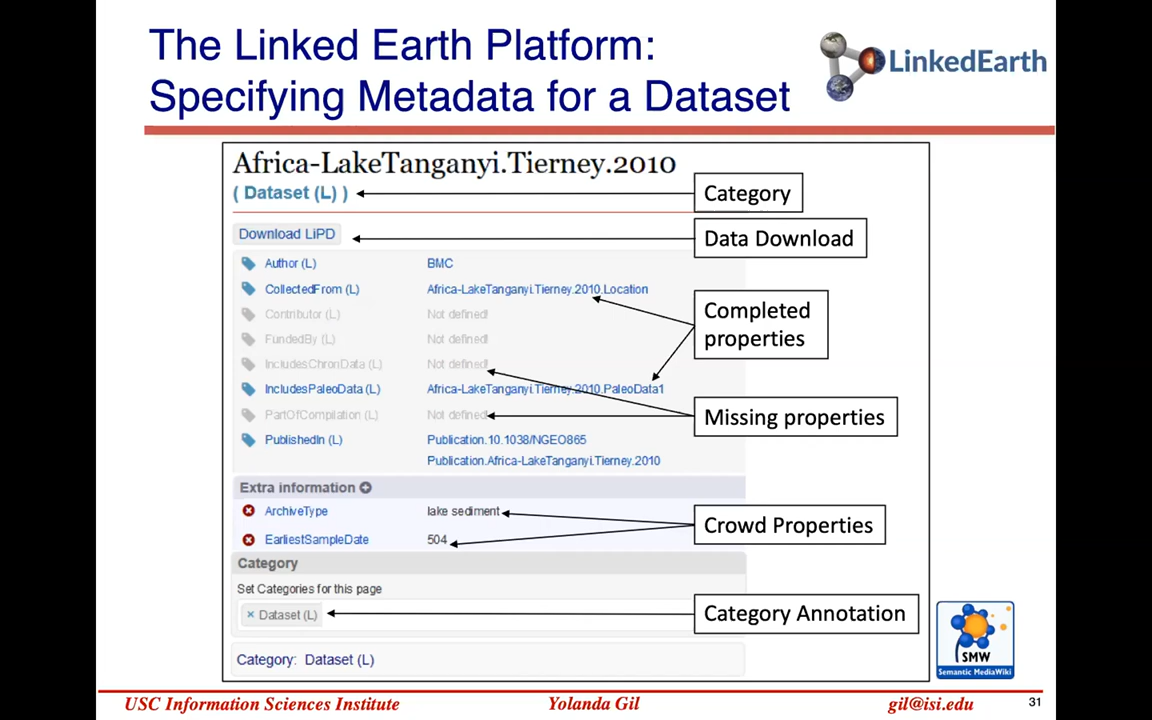 The Linked Earth Platform:
Specifying Metadata for a Dataset
LinkedEarth
Africa-LakeTanganyi.Tierney.2010
( Dataset (L) )
Category
Download LiPD
Data Download
Author (L) BMC
CollectedFrom (L) Africa-LakeTanganyi.Tierney.2010.Location
Contributor (L) Not defined!
FundedBy (L) Not defined!
IncludesChronData (L) Not defined!
IncludesPaleoData (L) Africa-LakeTanganyi.Tierney.2010.PaleoData1
PartOfCompilation (L) Not defined!
PublishedIn (L) Publication.10.1038/NGEO865
Publication.Africa-LakeTanganyi.Tierney.2010
Completed
properties
Missing properties
Extra information
ArchiveType lake sediment
EarliestSampleDate 504
Crowd Properties
Category
Set Categories for this page
× Dataset (L)
Category Annotation
Category: Dataset (L)
SMW
Semantic MediaWiki
USC Information Sciences Institute
Yolanda Gil
gil@isi.edu
31